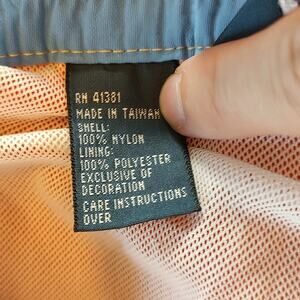 RN 41381
MADE IN TAIWAN
SHELL:
100% NYLON
LINING:
100% POLYESTER
EXCLUSIVE OF
DECORATION
CARE INSTRUCTIONS
OVER